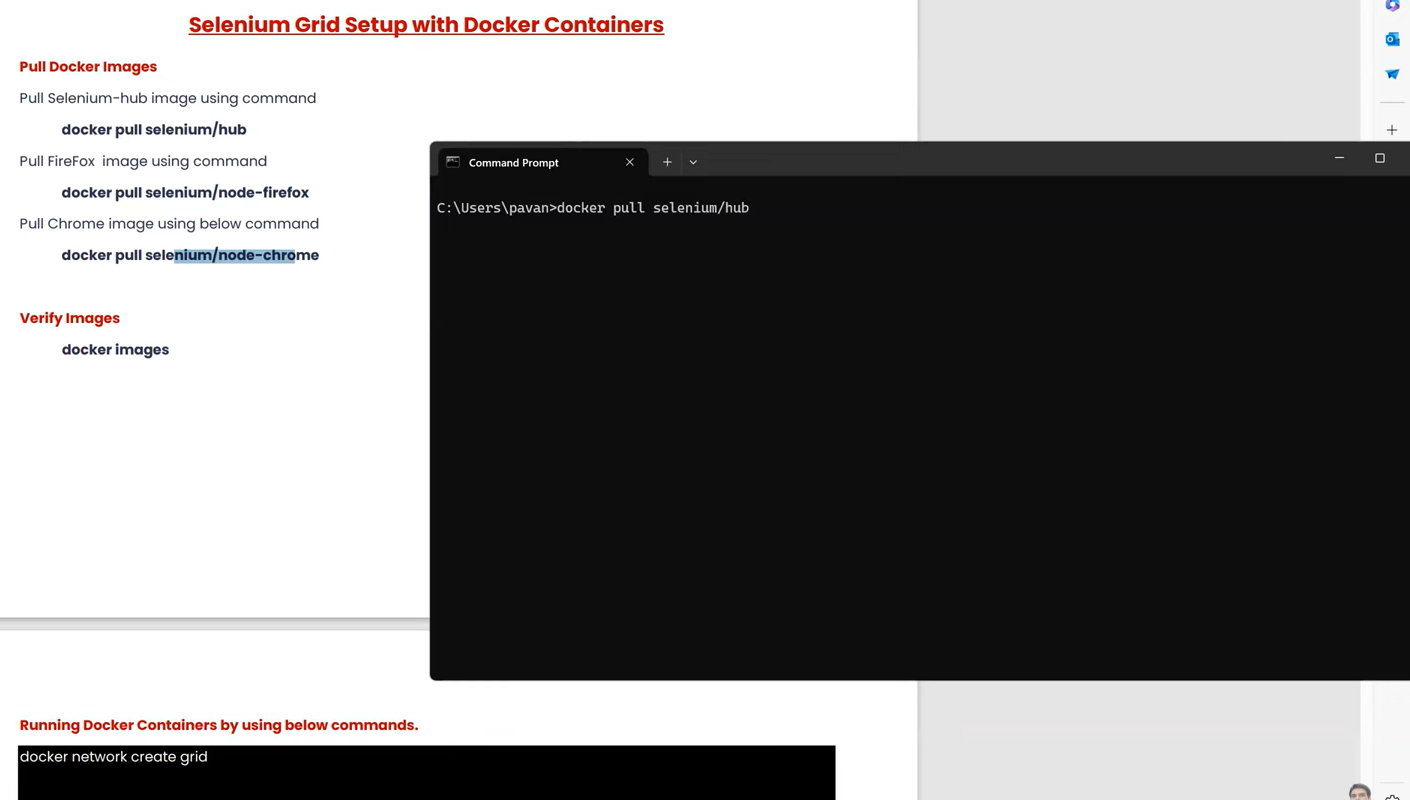 Selenium Grid Setup with Docker Containers
Pull Docker Images
Pull Selenium-hub image using command
docker pull selenium/hub
Pull FireFox  image using command
docker pull selenium/node-firefox
Pull Chrome image using below command
docker pull selenium/node-chrome
Verify Images
docker images
Command Prompt
C:\Users\pavan>docker pull selenium/hub
Running Docker Containers by using below commands.
docker network create grid